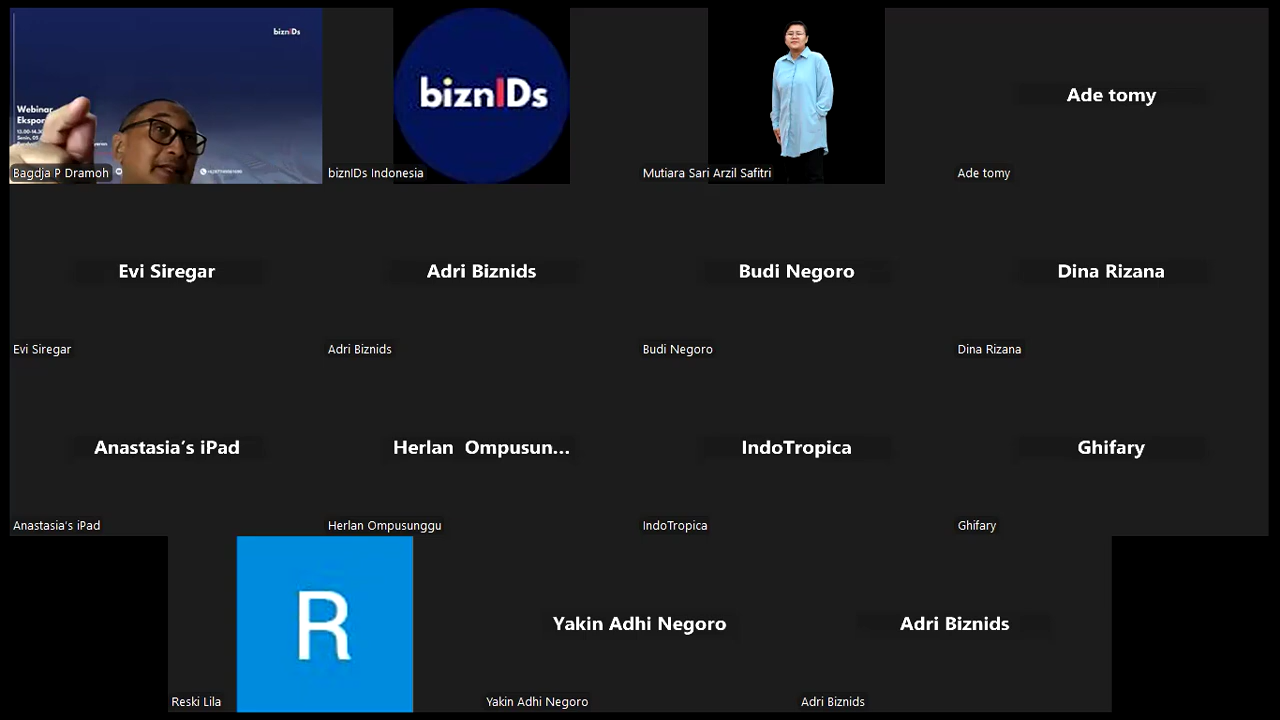 biznIDs
Webinar
Ekspor
Bagdja P Dramoh
biznIDs
biznIDs Indonesia
Mutiara Sari Arzil Safitri
Ade tomy
Ade tomy
Evi Siregar
Evi Siregar
Adri Biznids
Adri Biznids
Budi Negoro
Budi Negoro
Dina Rizana
Dina Rizana
Anastasia's iPad
Anastasia's iPad
Herlan Ompusun...
Herlan Ompusunggu
IndoTropica
IndoTropica
Ghifary
Ghifary
R
Reski Lila
Yakin Adhi Negoro
Yakin Adhi Negoro
Adri Biznids
Adri Biznids